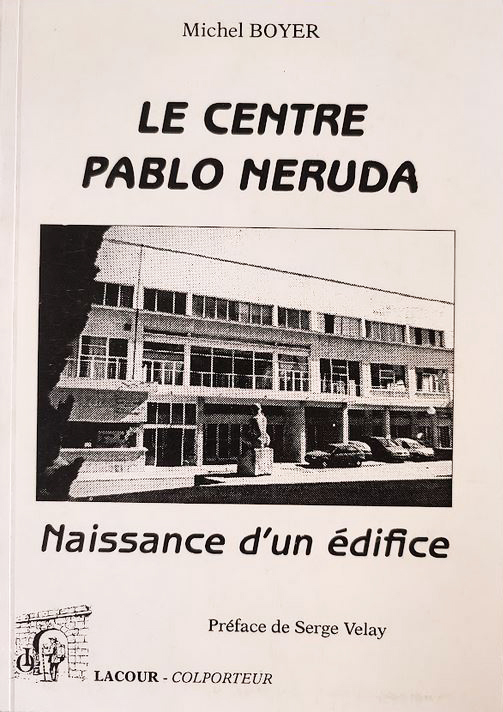 Michel BOYER
LE CENTRE
PABLO NERUDA
Naissance d'un édifice
Préface de Serge Velay
LACOUR - COLPORTEUR